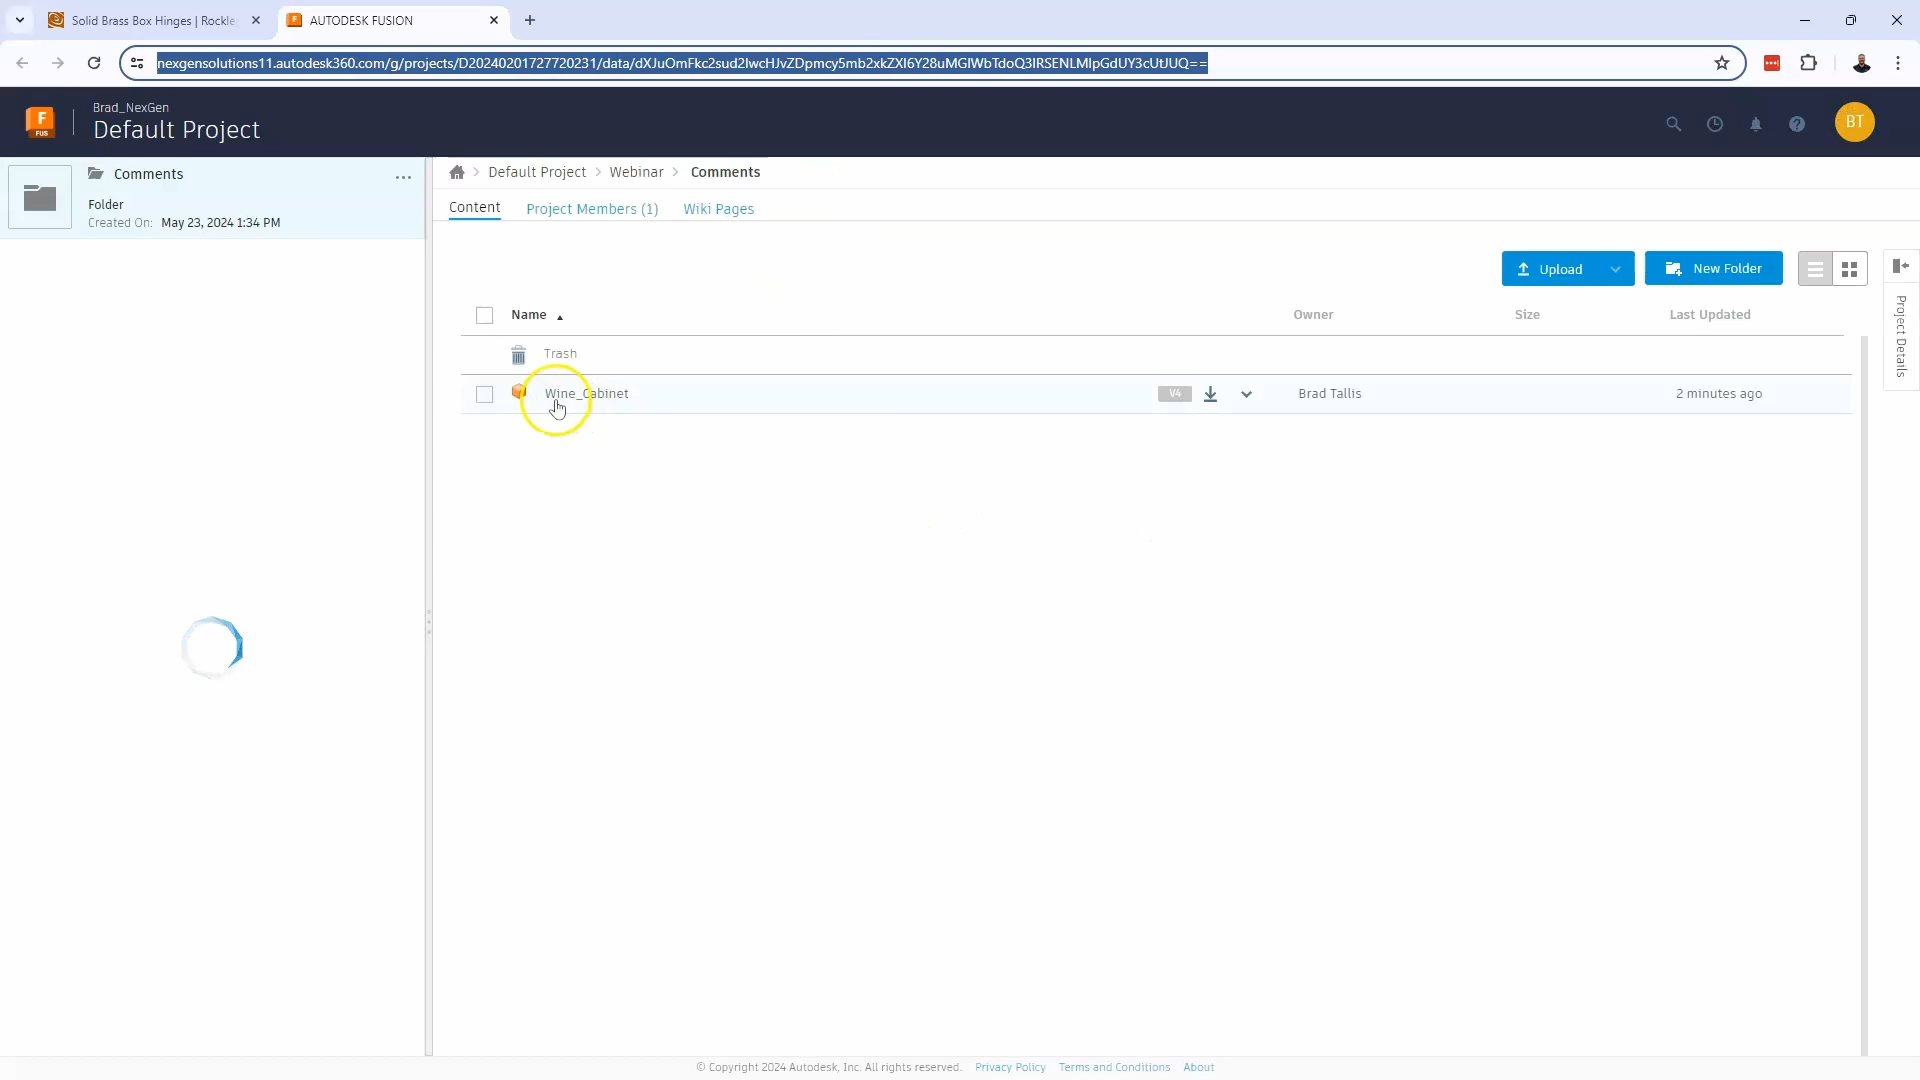 Solid Brass Box Hinges | Rockle
AUTODESK FUSION
nexgensolutions11.autodesk360.com/g/projects/D20240201727720231/data/dXJuOmFkc2sud2lwcHJvZDpmcy5mb2xkZXI6Y28uMGlWbTdoQ3lRSENLMlpGdUY3cUtJUQ==
F
FUS
Brad_NexGen
Default Project
BT
Comments
Folder
Created On: May 23, 2024 1:34 PM
Default Project > Webinar > Comments
Content
Project Members (1)
Wiki Pages
Upload
New Folder
Project Details
Name
Owner
Size
Last Updated
Trash
Wine_Cabinet
V4
Brad Tallis
2 minutes ago
© Copyright 2024 Autodesk, Inc. All rights reserved. Privacy Policy Terms and Conditions About